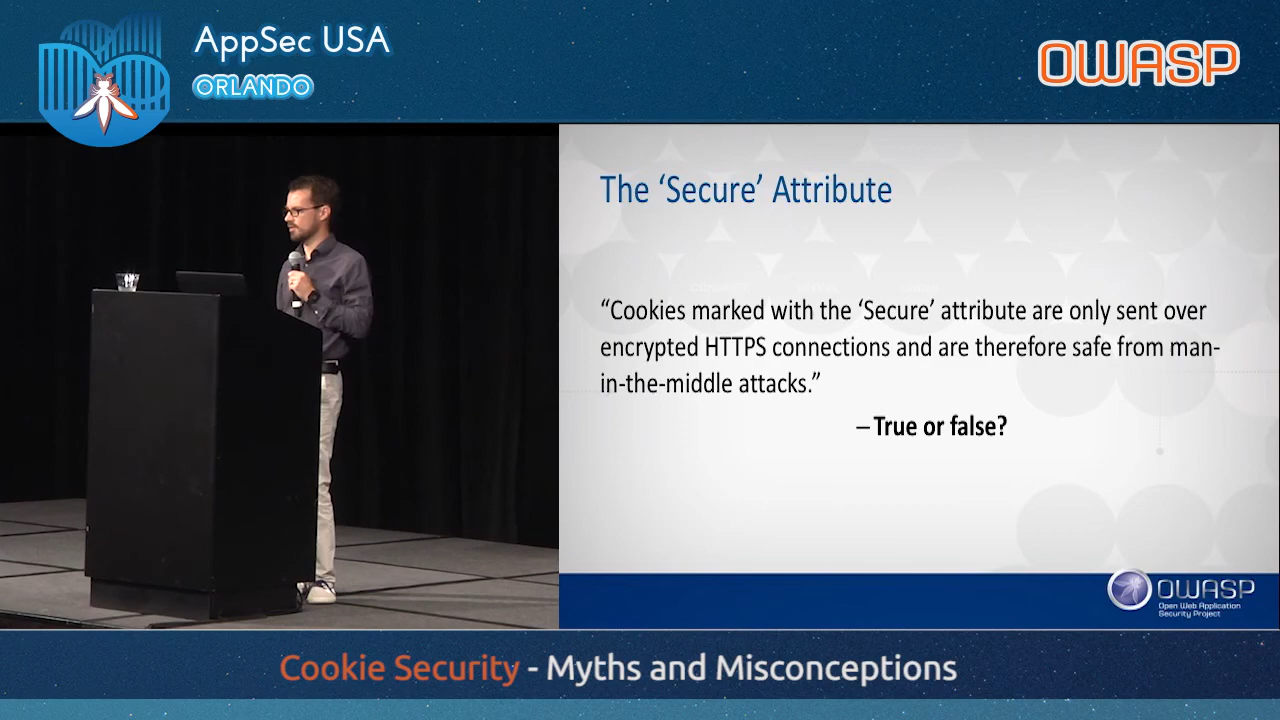 AppSec USA
ORLANDO
OWASP
The ‘Secure’ Attribute
“Cookies marked with the ‘Secure’ attribute are only sent over
encrypted HTTPS connections and are therefore safe from man-
in-the-middle attacks.”
– True or false?
OWASP
Open Web Application
Security Project
Cookie Security - Myths and Misconceptions